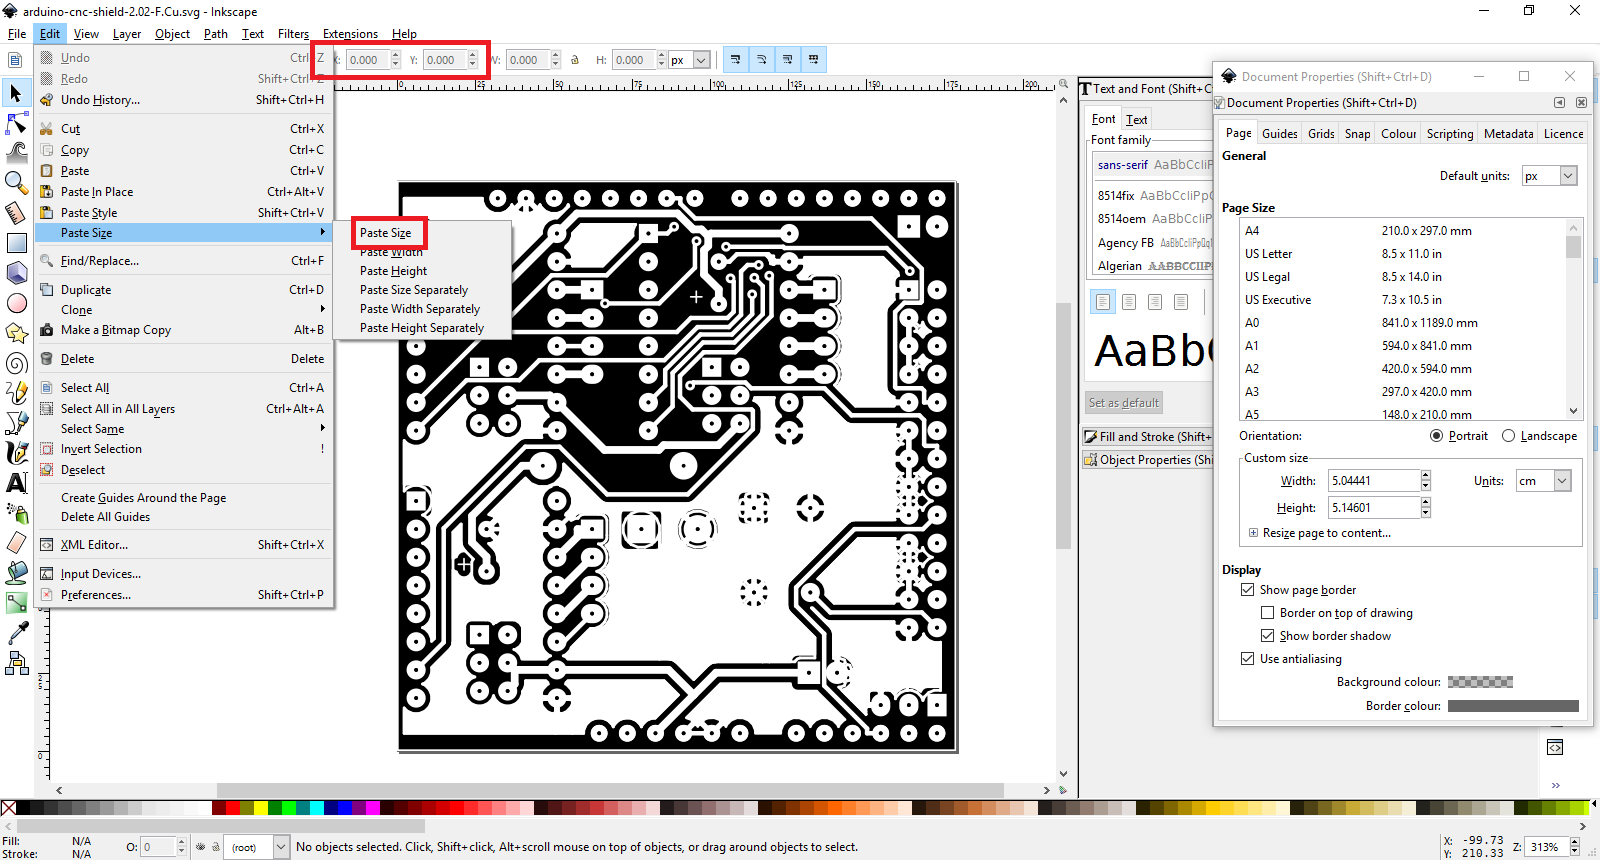 arduino-cnc-shield-2.02-F.Cu.svg - Inkscape
File Edit View Layer Object Path Text Filters Extensions Help
X: 0.000 Y: 0.000 W: 0.000 H: 0.000 px
0 25 50 75 100 125 150 175 200
Undo Ctrl+Z
Redo Shift+Ctrl+Z
Undo History... Shift+Ctrl+H
Cut Ctrl+X
Copy Ctrl+C
Paste Ctrl+V
Paste In Place Ctrl+Alt+V
Paste Style Shift+Ctrl+V
Paste Size
Find/Replace... Ctrl+F
Duplicate Ctrl+D
Clone
Make a Bitmap Copy Alt+B
Delete Delete
Select All Ctrl+A
Select All in All Layers Ctrl+Alt+A
Select Same
Invert Selection !
Deselect
Create Guides Around the Page
Delete All Guides
XML Editor... Shift+Ctrl+X
Input Devices...
Preferences... Shift+Ctrl+P
Paste Size
Paste Width
Paste Height
Paste Size Separately
Paste Width Separately
Paste Height Separately
Text and Font (Shift+C
Font Text
Font family
sans-serif AaBbCcIiP
8514fix AaBbCcIiPpQ
8514oem AaBbCcIiP
Agency FB AaBbCcIiPpQq1
Algerian AABBCCIIP
AaBbC
Set as default
Fill and Stroke (Shift+
Object Properties (Shi
Document Properties (Shift+Ctrl+D)
Document Properties (Shift+Ctrl+D)
Page Guides Grids Snap Colour Scripting Metadata Licence
General
Default units: px
Page Size
A4 210.0 x 297.0 mm
US Letter 8.5 x 11.0 in
US Legal 8.5 x 14.0 in
US Executive 7.3 x 10.5 in
A0 841.0 x 1189.0 mm
A1 594.0 x 841.0 mm
A2 420.0 x 594.0 mm
A3 297.0 x 420.0 mm
A5 148.0 x 210.0 mm
Orientation: Portrait Landscape
Custom size
Width: 5.04441 Units: cm
Height: 5.14601
Resize page to content...
Display
Show page border
Border on top of drawing
Show border shadow
Use antialiasing
Background colour:
Border colour:
25
0
Fill: N/A
Stroke: N/A
O: 0 (root) No objects selected. Click, Shift+click, Alt+scroll mouse on top of objects, or drag around objects to select.
X: -99.73
Y: 210.33
Z: 313%